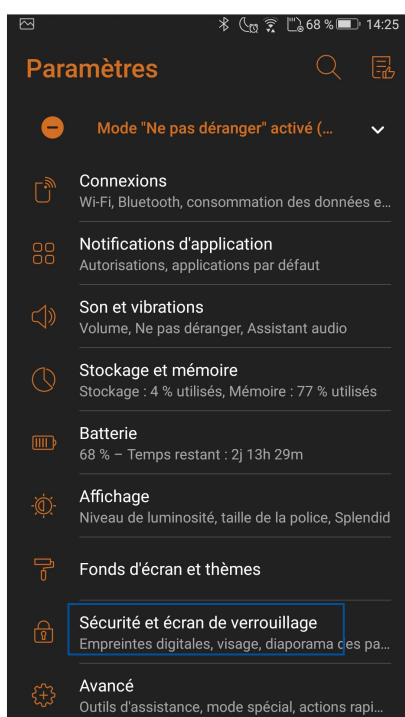 68 % 14:25
Paramètres
Mode "Ne pas déranger" activé (...
Connexions
Wi-Fi, Bluetooth, consommation des données e...
Notifications d'application
Autorisations, applications par défaut
Son et vibrations
Volume, Ne pas déranger, Assistant audio
Stockage et mémoire
Stockage : 4 % utilisés, Mémoire : 77 % utilisés
Batterie
68 % – Temps restant : 2j 13h 29m
Affichage
Niveau de luminosité, taille de la police, Splendid
Fonds d'écran et thèmes
Sécurité et écran de verrouillage
Empreintes digitales, visage, diaporama des pa...
Avancé
Outils d'assistance, mode spécial, actions rapi...